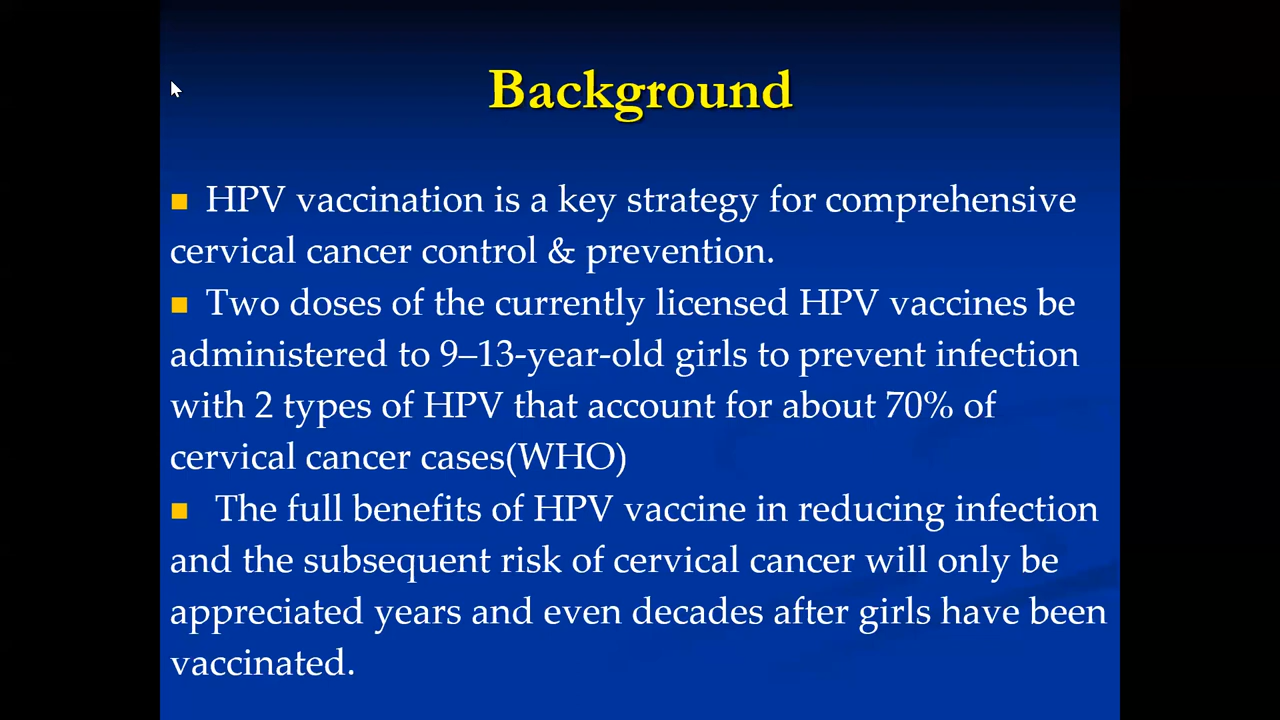 Background
■ HPV vaccination is a key strategy for comprehensive
cervical cancer control & prevention.
■ Two doses of the currently licensed HPV vaccines be
administered to 9–13-year-old girls to prevent infection
with 2 types of HPV that account for about 70% of
cervical cancer cases(WHO)
■ The full benefits of HPV vaccine in reducing infection
and the subsequent risk of cervical cancer will only be
appreciated years and even decades after girls have been
vaccinated.